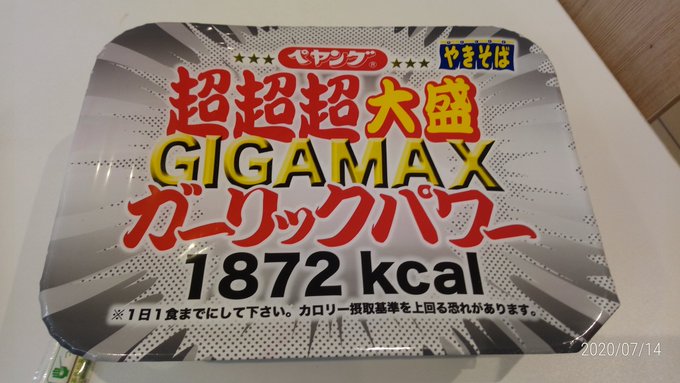 ★★★ ペヤング® ★★★ やきそば
超超超大盛
GIGAMAX
ガーリックパワー
1872 kcal
※1日1食までにして下さい。カロリー摂取基準を上回る恐れがあります。
2020/07/14